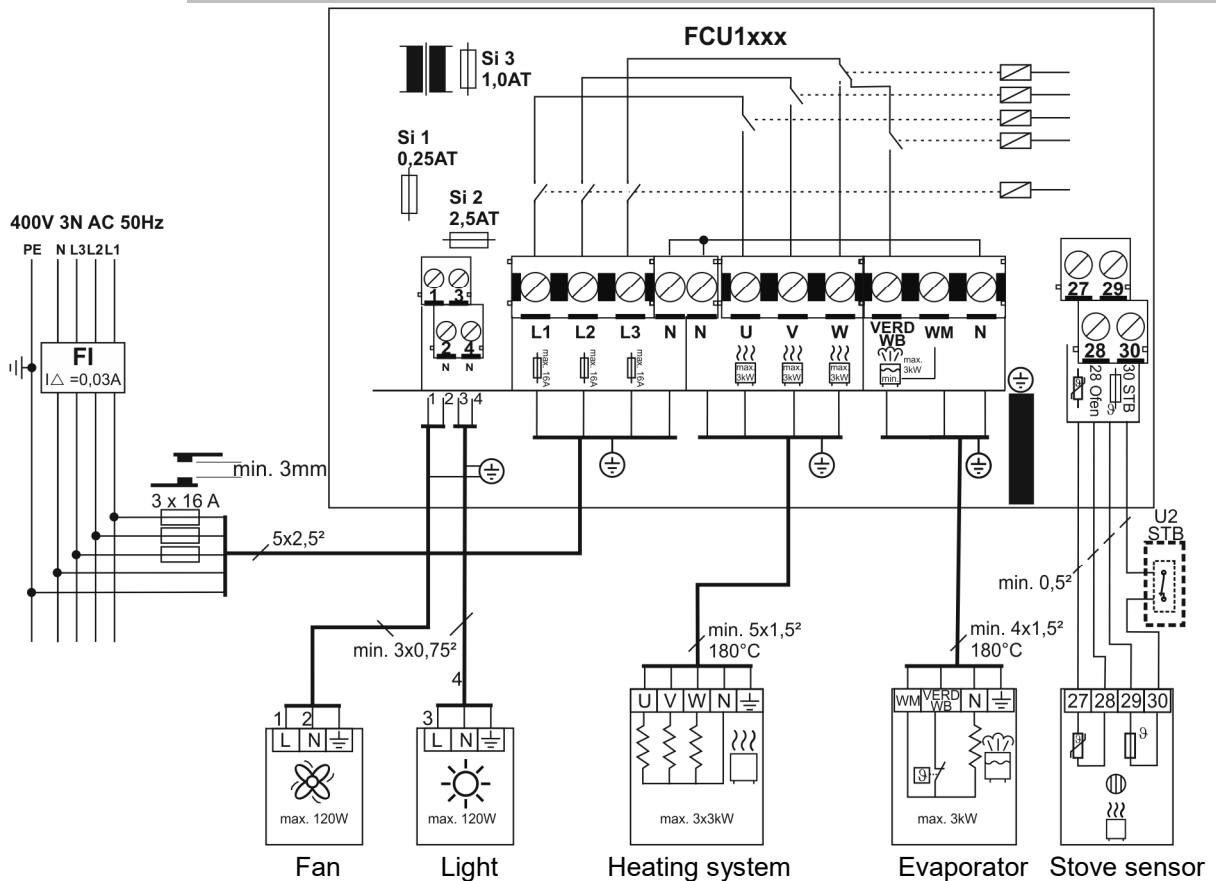 FCU1xxx
Si 3
1,0AT
Si 1
0,25AT
Si 2
2,5AT
400V 3N AC 50Hz
PE N L3 L2 L1
FI
I△ =0,03A
min. 3mm
3 x 16 A
5x2,5²
1 3
2 4
N N
1 2 3 4
L1 L2 L3 N N U V W VERD WB WM N
max. 16A
max. 16A
max. 16A
max. 3kW
max. 3kW
max. 3kW
min.
max. 3kW
27 29
28 30
28 Ofen
30 STB
ϑ
U2
STB
min. 0,5²
min. 3x0,75²
min. 5x1,5²
180°C
min. 4x1,5²
180°C
1 2
L N
max. 120W
Fan
4
3
L N
max. 120W
Light
U V W N
max. 3x3kW
Heating system
WM VERD WB N
ϑ
max. 3kW
Evaporator
27 28 29 30
ϑ
ϑ
Stove sensor